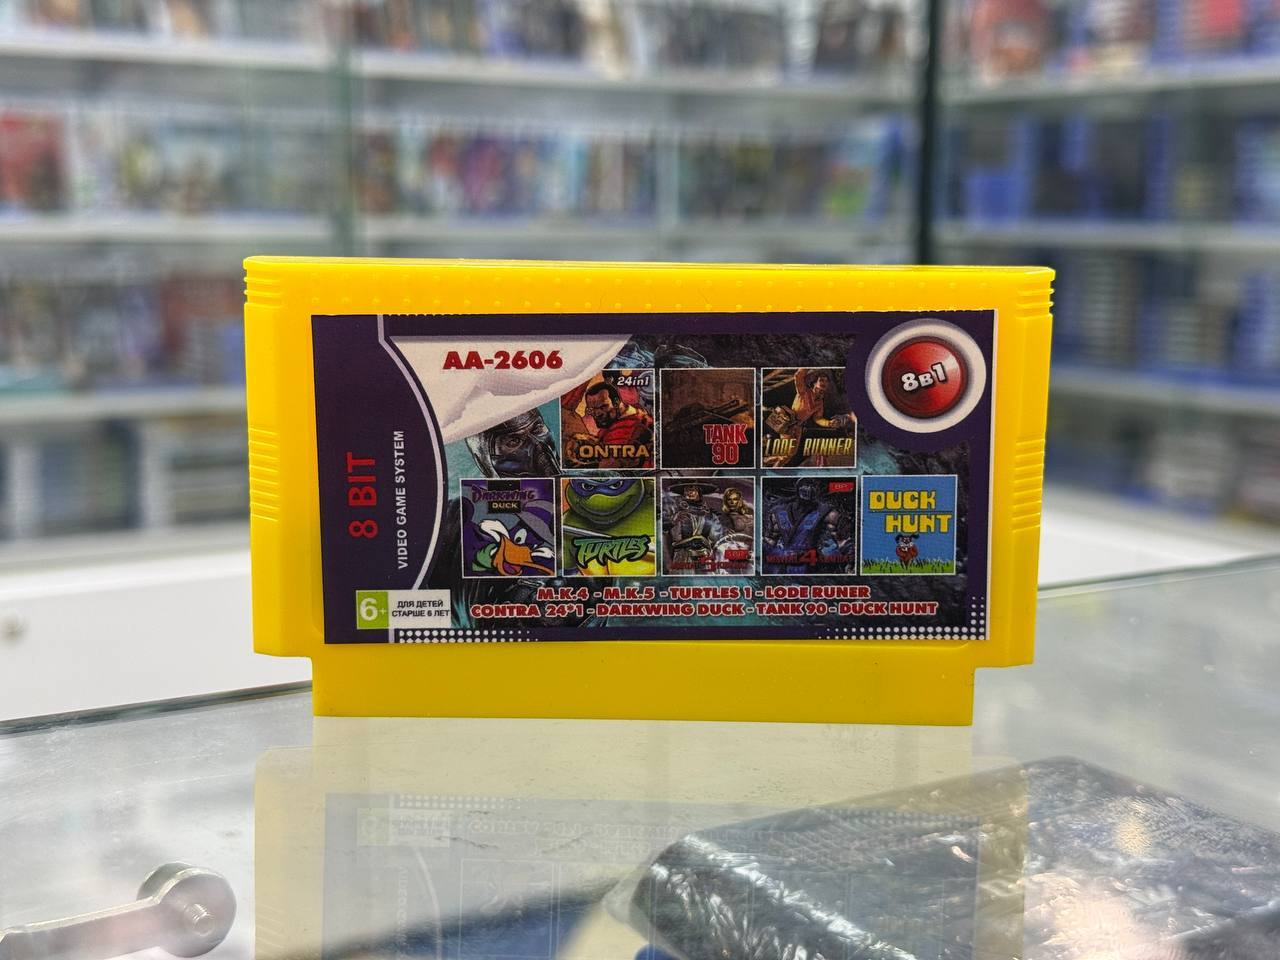 AA-2606
8в1
24in1
ONTRA
TANK
90
LODE RUNNER
8 BIT
VIDEO GAME SYSTEM
DARKWING
DUCK
TURTLES
4
DUCK
HUNT
6+
ДЛЯ ДЕТЕЙ
СТАРШЕ 6 ЛЕТ
M.K.4 - M.K.5 - TURTLES 1 - LODE RUNER
CONTRA 24*1 - DARKWING DUCK - TANK 90 - DUCK HUNT